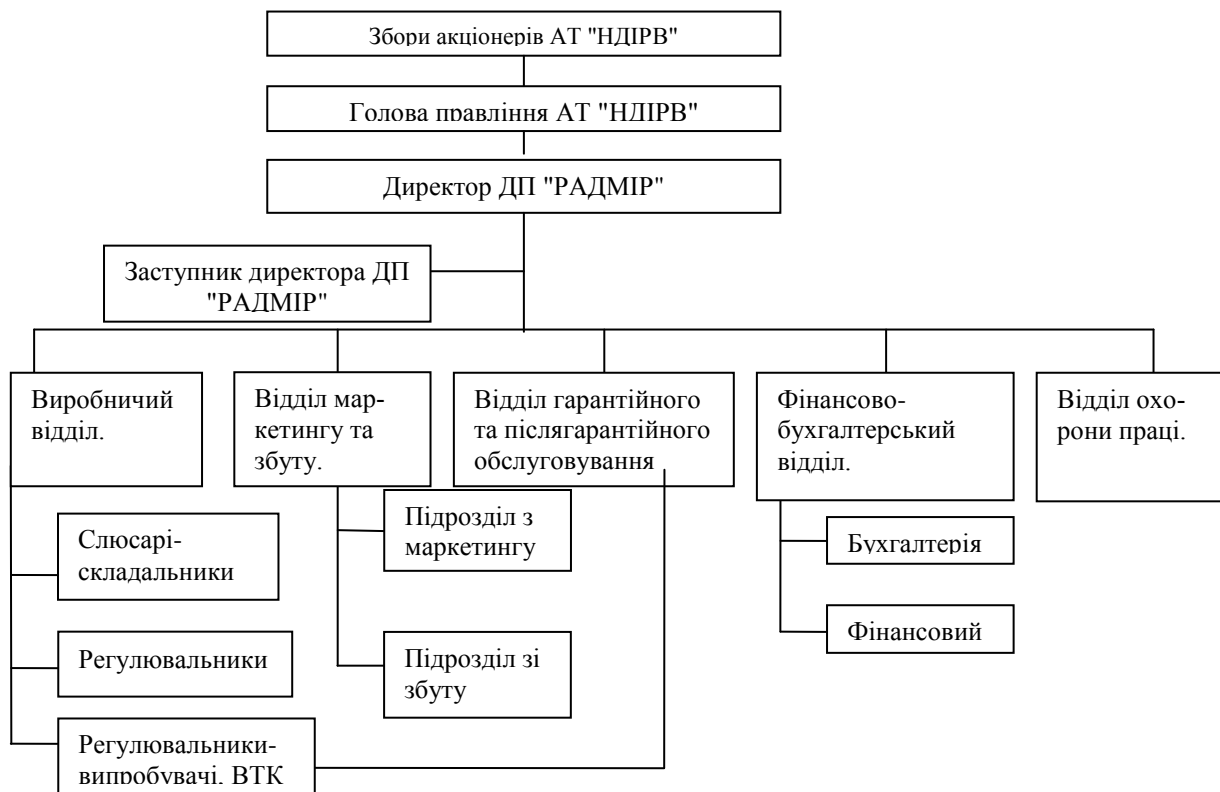 Збори акціонерів АТ "НДІРВ"
Голова правління АТ "НДІРВ"
Директор ДП "РАДМІР"
Заступник директора ДП
"РАДМІР"
Виробничий
відділ.
Відділ мар-
кетингу та
збуту.
Відділ гарантійного
та післягарантійного
обслуговування
Фінансово-
бухгалтерський
відділ.
Відділ охо-
рони праці.
Слюсарі-
складальники
Регулювальники
Регулювальники-
випробувачі, ВТК
Підрозділ з
маркетингу
Підрозділ зі
збуту
Бухгалтерія
Фінансовий